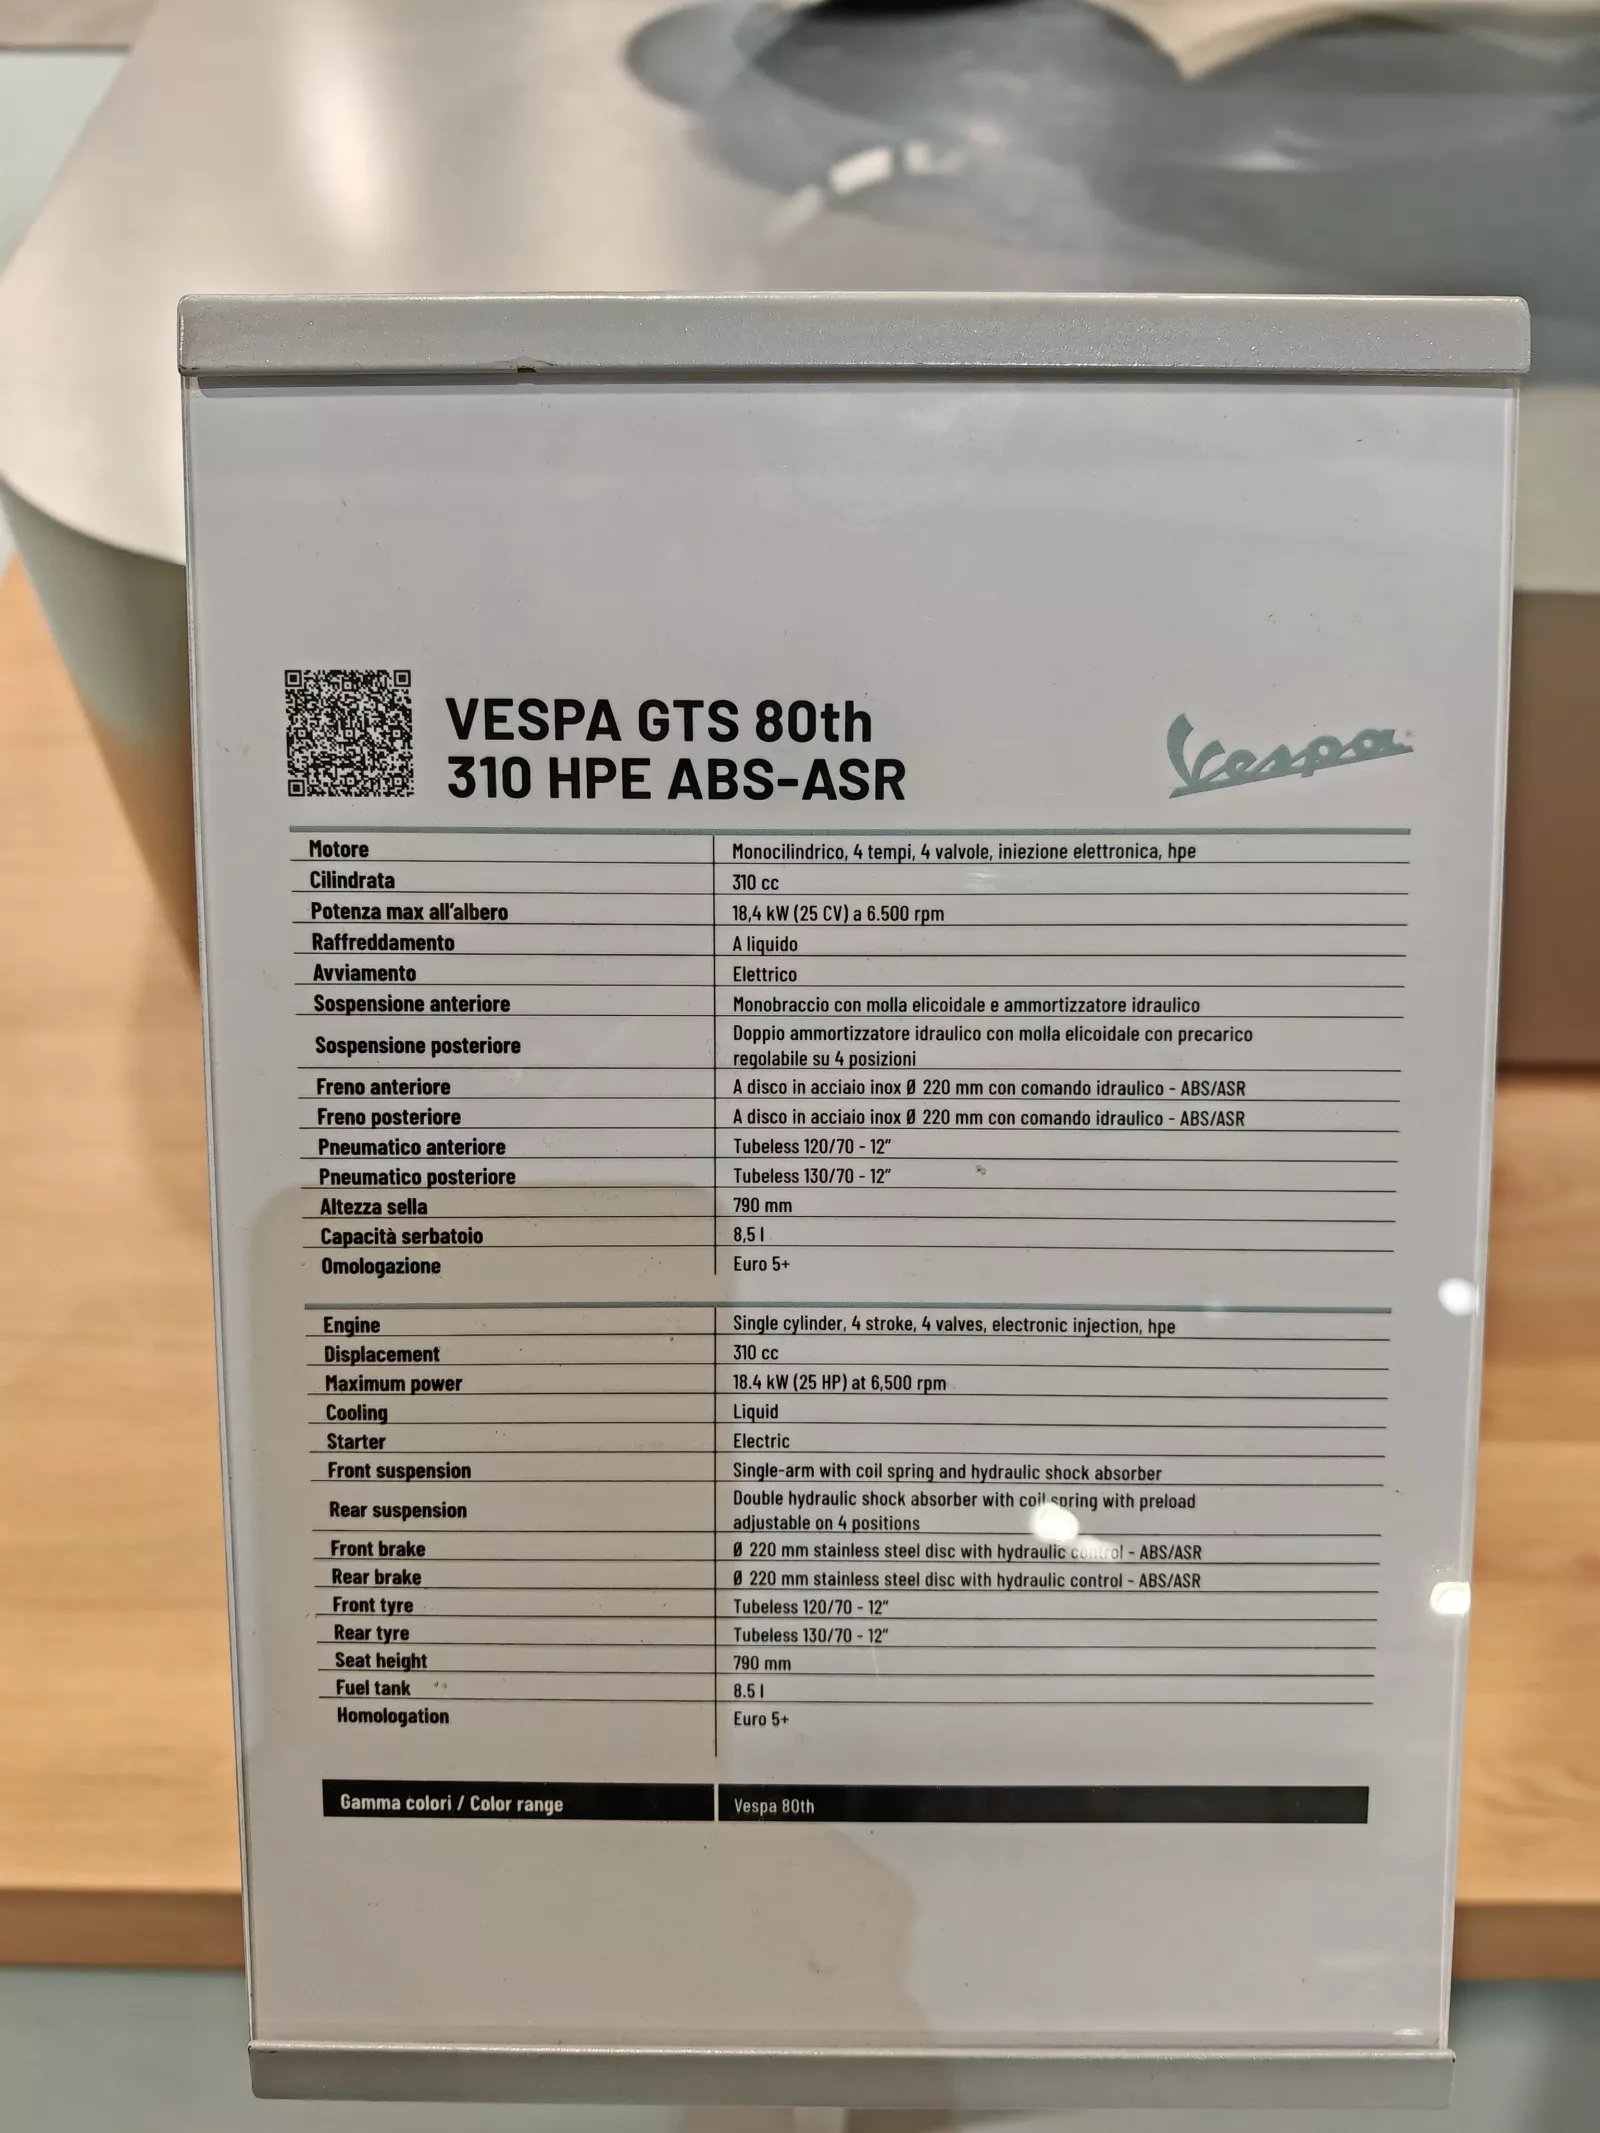 VESPA GTS 80th
310 HPE ABS-ASR
Vespa
Motore Monocilindrico, 4 tempi, 4 valvole, iniezione elettronica, hpe
Cilindrata 310 cc
Potenza max all'albero 18,4 kW (25 CV) a 6.500 rpm
Raffreddamento A liquido
Avviamento Elettrico
Sospensione anteriore Monobraccio con molla elicoidale e ammortizzatore idraulico
Sospensione posteriore Doppio ammortizzatore idraulico con molla elicoidale con precarico
regolabile su 4 posizioni
Freno anteriore A disco in acciaio inox Ø 220 mm con comando idraulico - ABS/ASR
Freno posteriore A disco in acciaio inox Ø 220 mm con comando idraulico - ABS/ASR
Pneumatico anteriore Tubeless 120/70 - 12"
Pneumatico posteriore Tubeless 130/70 - 12"
Altezza sella 790 mm
Capacità serbatoio 8,5 l
Omologazione Euro 5+
Engine Single cylinder, 4 stroke, 4 valves, electronic injection, hpe
Displacement 310 cc
Maximum power 18.4 kW (25 HP) at 6,500 rpm
Cooling Liquid
Starter Electric
Front suspension Single-arm with coil spring and hydraulic shock absorber
Rear suspension Double hydraulic shock absorber with coil spring with preload
adjustable on 4 positions
Front brake Ø 220 mm stainless steel disc with hydraulic control - ABS/ASR
Rear brake Ø 220 mm stainless steel disc with hydraulic control - ABS/ASR
Front tyre Tubeless 120/70 - 12"
Rear tyre Tubeless 130/70 - 12"
Seat height 790 mm
Fuel tank 8.5 l
Homologation Euro 5+
Gamma colori / Color range Vespa 80th